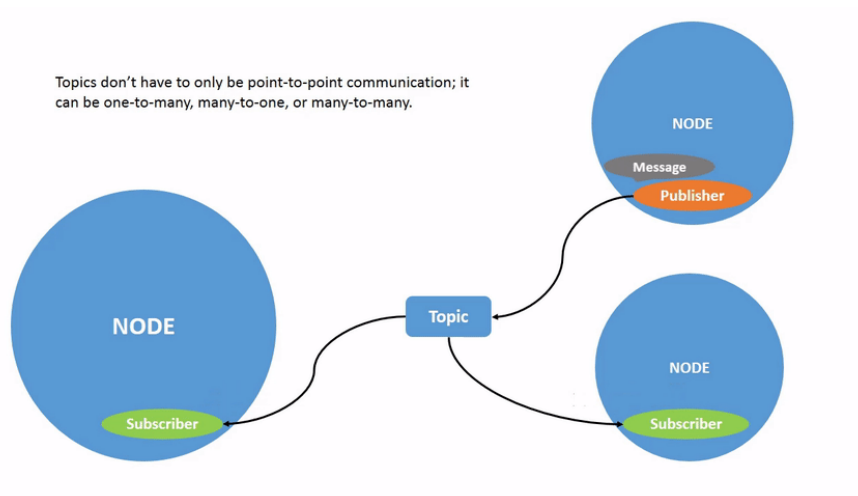 Topics don’t have to only be point-to-point communication; it
can be one-to-many, many-to-one, or many-to-many.
NODE
Message
Publisher
NODE
Topic
NODE
Subscriber
Subscriber